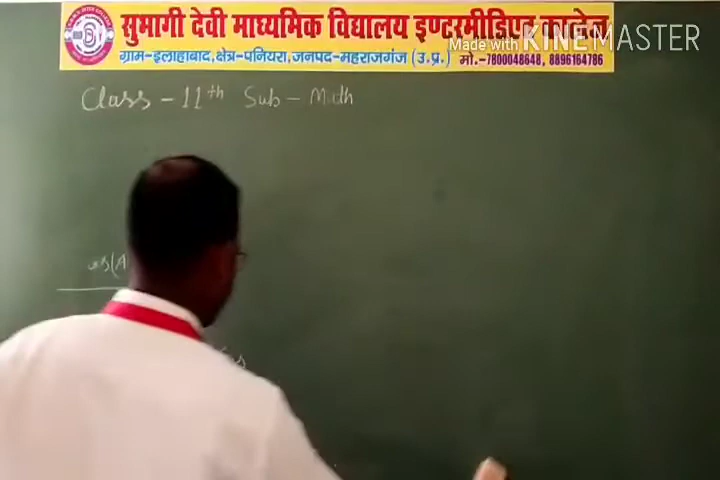 सुभागी देवी माध्यमिक विद्यालय इण्टरमीडिएट कालेज
Made with KINEMASTER
ग्राम-इलाहाबाद, क्षेत्र-पनियरा, जनपद-महराजगंज (उ.प्र.) मो.-7800048648, 8896164786
Class - 11th Sub - Math